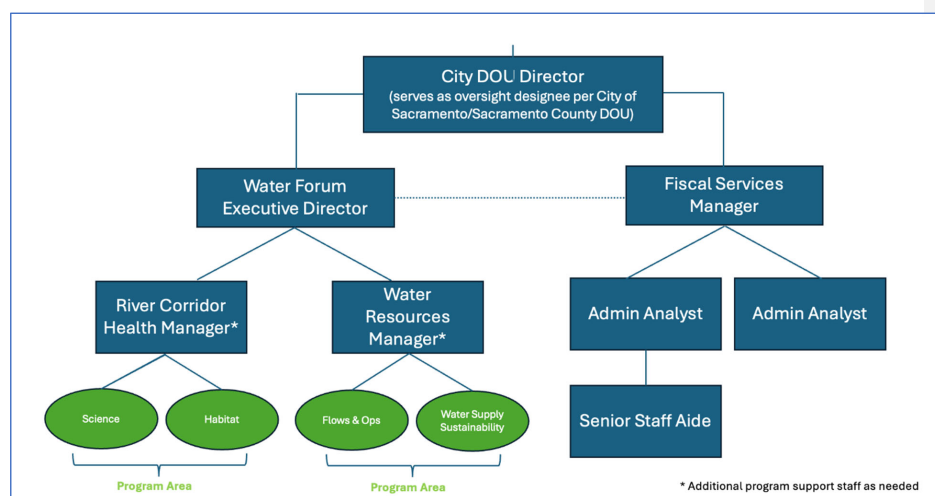 City DOU Director
(serves as oversight designee per City of
Sacramento/Sacramento County DOU)
Water Forum
Executive Director
Fiscal Services
Manager
River Corridor
Health Manager*
Water
Resources
Manager*
Admin Analyst
Admin Analyst
Science
Habitat
Flows & Ops
Water Supply
Sustainability
Senior Staff Aide
Program Area
Program Area
* Additional program support staff as needed